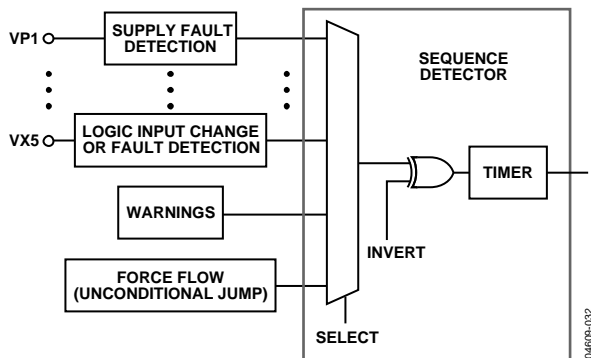 VP1
SUPPLY FAULT
DETECTION
SEQUENCE
DETECTOR
VX5
LOGIC INPUT CHANGE
OR FAULT DETECTION
TIMER
WARNINGS
INVERT
FORCE FLOW
(UNCONDITIONAL JUMP)
SELECT
04609-032